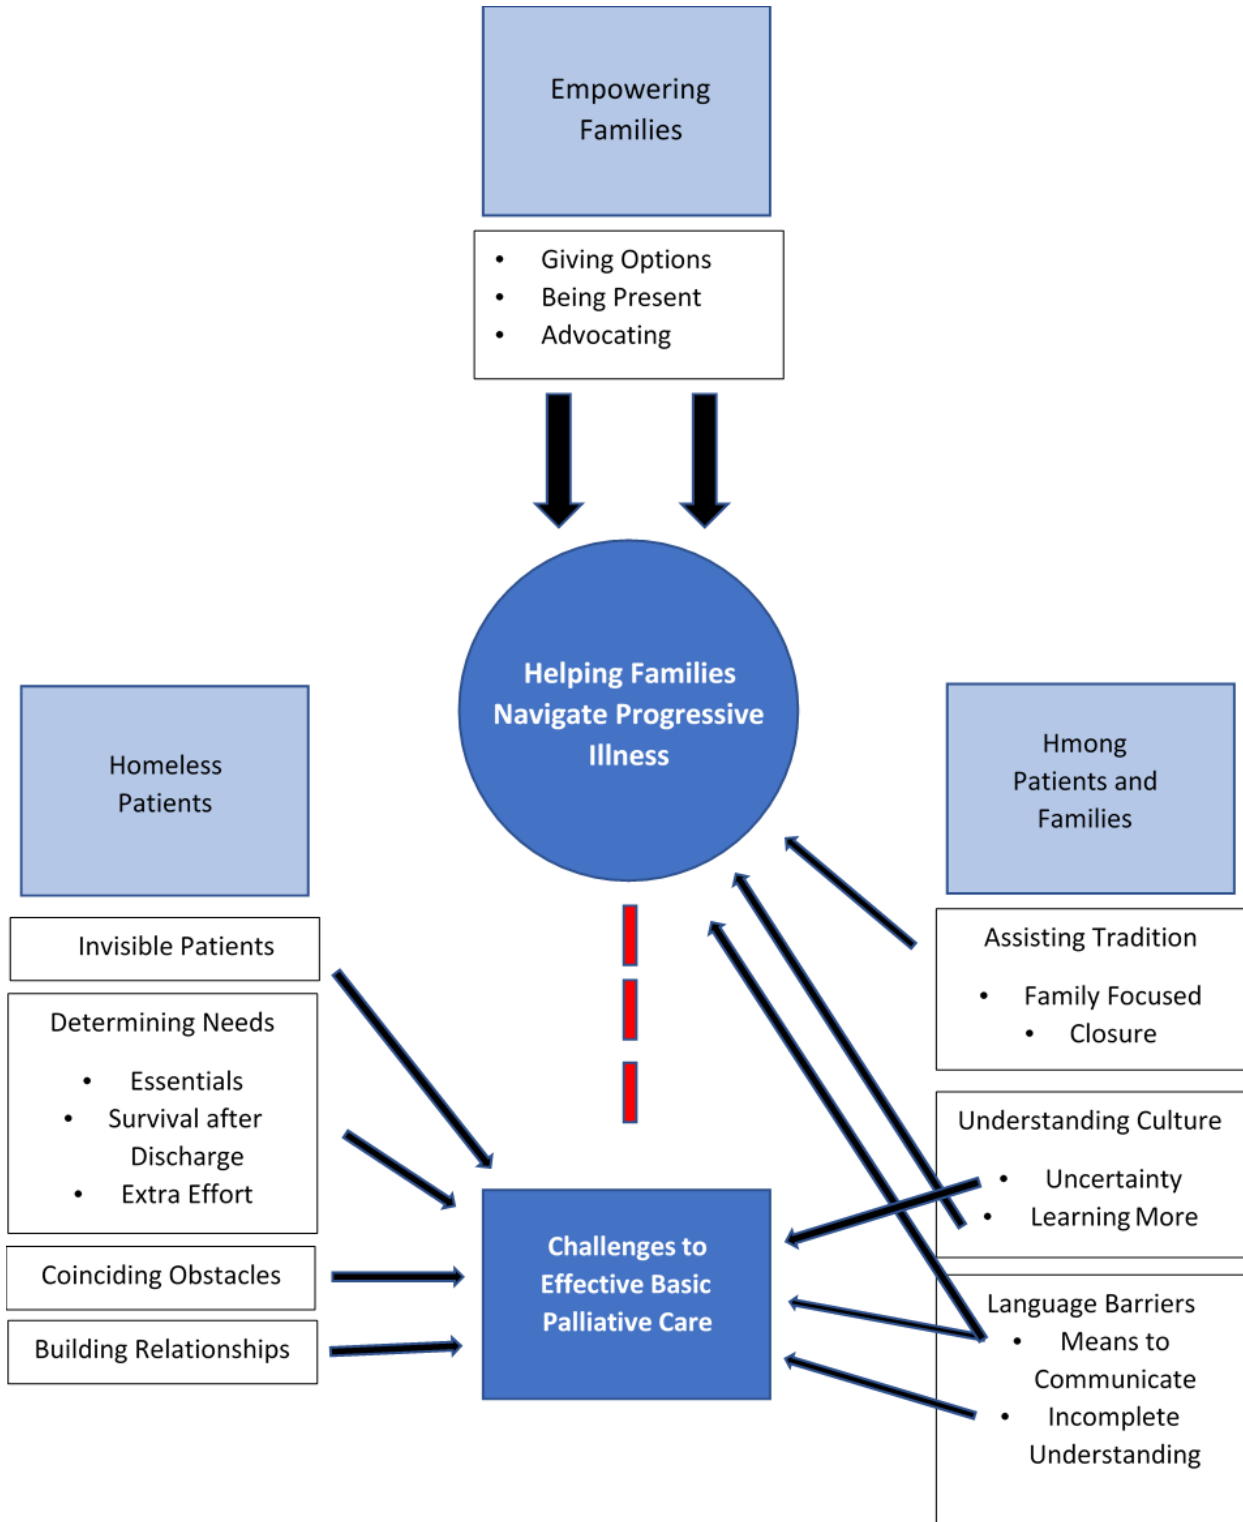 Empowering
Families
• Giving Options
• Being Present
• Advocating
Helping Families
Navigate Progressive
Illness
Homeless
Patients
Invisible Patients
Determining Needs
• Essentials
• Survival after
Discharge
• Extra Effort
Coinciding Obstacles
Building Relationships
Challenges to
Effective Basic
Palliative Care
Hmong
Patients and
Families
Assisting Tradition
• Family Focused
• Closure
Understanding Culture
• Uncertainty
• Learning More
Language Barriers
• Means to
Communicate
• Incomplete
Understanding